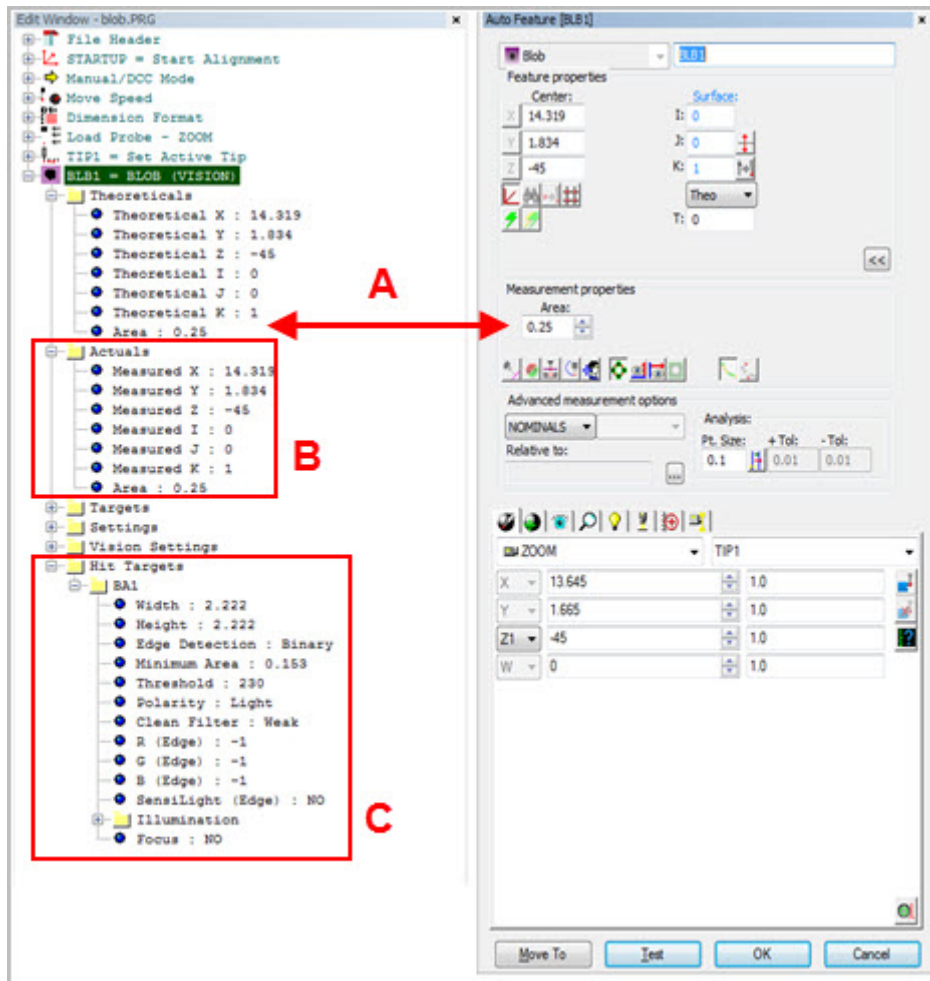 Edit Window - blob.PRG
File Header
STARTUP = Start Alignment
Manual/DCC Mode
Move Speed
Dimension Format
Load Probe - ZOOM
TIP1 = Set Active Tip
BLB1 = BLOB (VISION)
Theoreticals
Theoretical X : 14.319
Theoretical Y : 1.834
Theoretical Z : -45
Theoretical I : 0
Theoretical J : 0
Theoretical K : 1
Area : 0.25
Actuals
Measured X : 14.319
Measured Y : 1.834
Measured Z : -45
Measured I : 0
Measured J : 0
Measured K : 1
Area : 0.25
Targets
Settings
Vision Settings
Hit Targets
BA1
Width : 2.222
Height : 2.222
Edge Detection : Binary
Minimum Area : 0.153
Threshold : 230
Polarity : Light
Clean Filter : Weak
R (Edge) : -1
G (Edge) : -1
B (Edge) : -1
SensiLight (Edge) : NO
Illumination
Focus : NO
A
B
C
Auto Feature [BLB1]
Blob BLB1
Feature properties
Center: Surface:
X 14.319 I: 0
Y 1.834 J: 0
Z -45 K: 1
Theo
T: 0
<<
Measurement properties
Area:
0.25
Advanced measurement options
NOMINALS Analysis:
Relative to: Pt. Size: + Tol: - Tol:
... 0.1 0.01 0.01
ZOOM TIP1
X 13.645 1.0
Y 1.665 1.0
Z1 -45 1.0
W 0 1.0
Move To Test OK Cancel